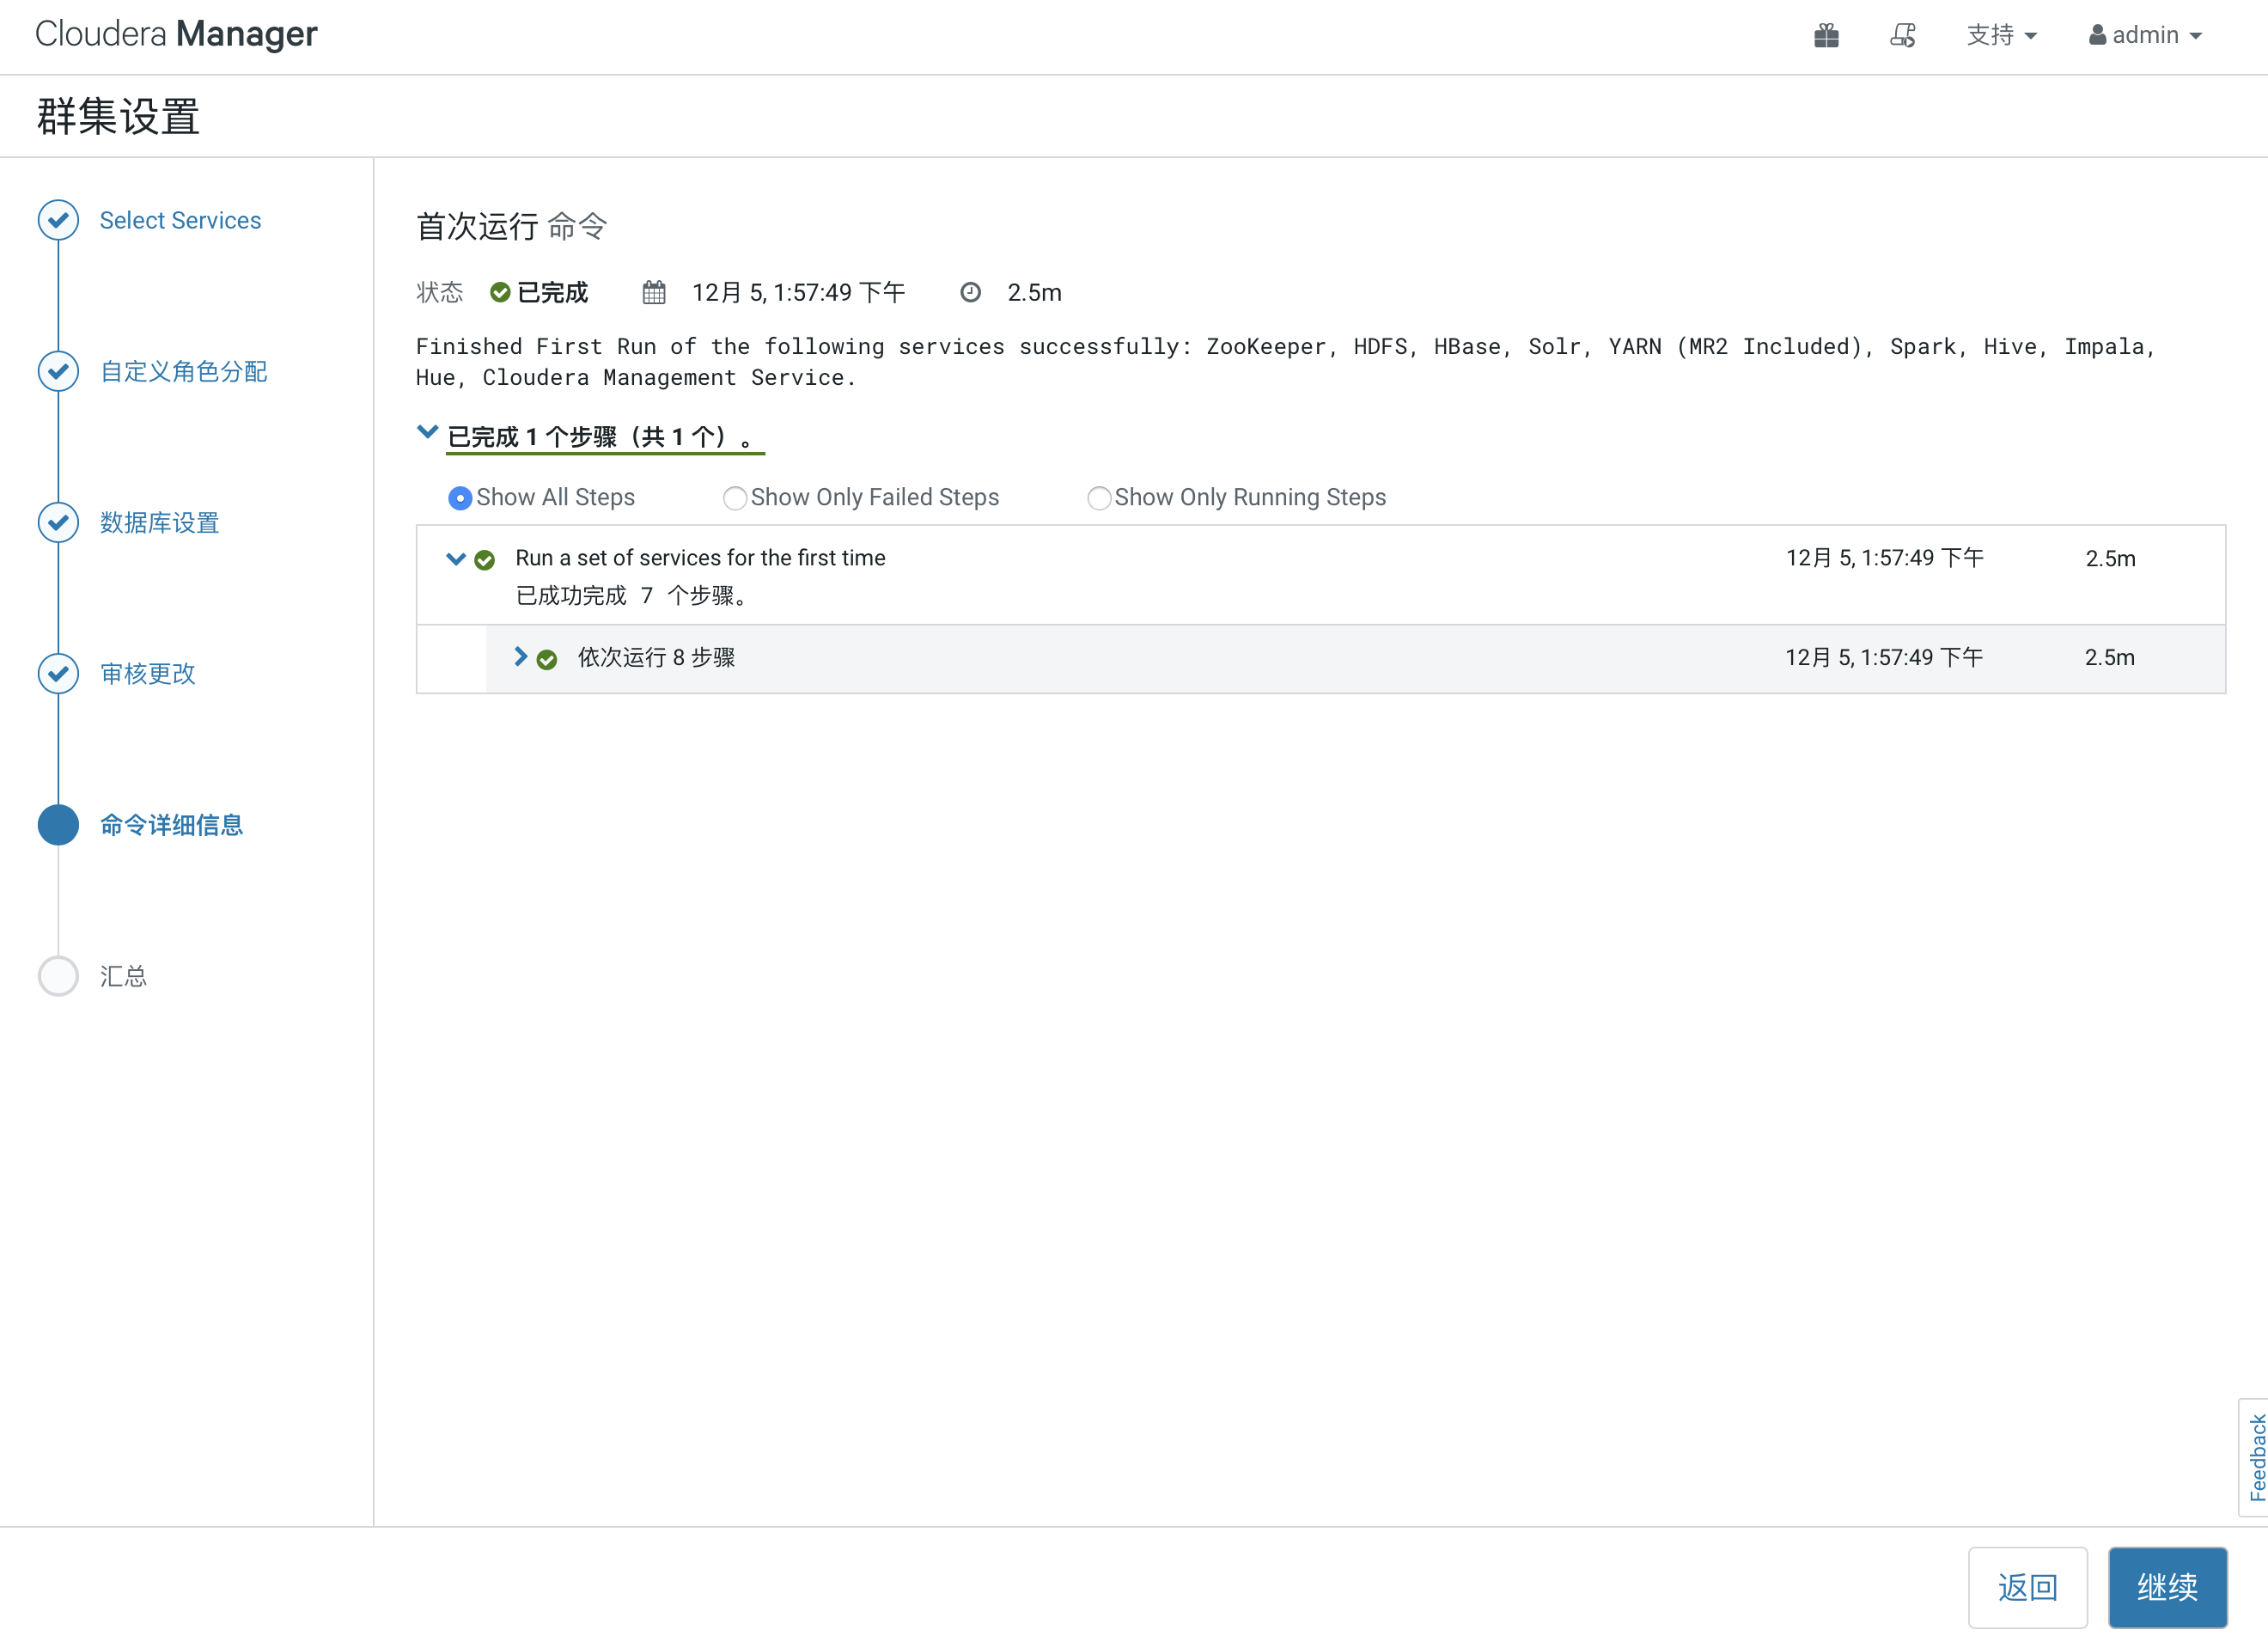 Cloudera Manager
支持
admin
群集设置
Select Services
自定义角色分配
数据库设置
审核更改
命令详细信息
汇总
首次运行 命令
状态 已完成 12月 5, 1:57:49 下午 2.5m
Finished First Run of the following services successfully: ZooKeeper, HDFS, HBase, Solr, YARN (MR2 Included), Spark, Hive, Impala,
Hue, Cloudera Management Service.
已完成 1 个步骤（共 1 个）。
Show All Steps Show Only Failed Steps Show Only Running Steps
Run a set of services for the first time 12月 5, 1:57:49 下午 2.5m
已成功完成 7 个步骤。
依次运行 8 步骤 12月 5, 1:57:49 下午 2.5m
Feedback
返回 继续